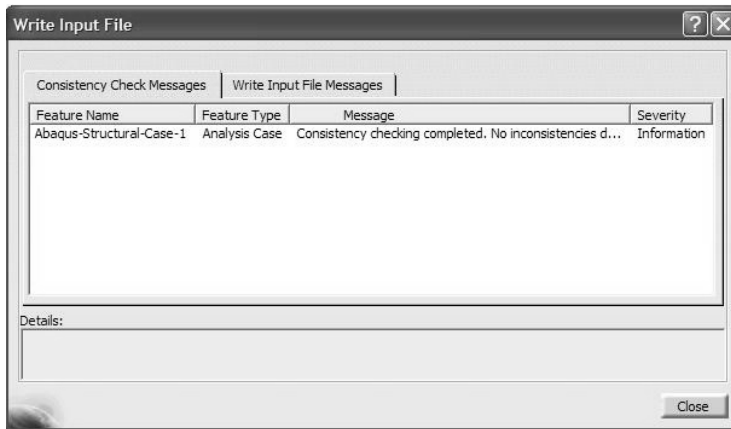 Write Input File
Consistency Check Messages Write Input File Messages
Feature Name Feature Type Message Severity
Abaqus-Structural-Case-1 Analysis Case Consistency checking completed. No inconsistencies d... Information
Details:
Close